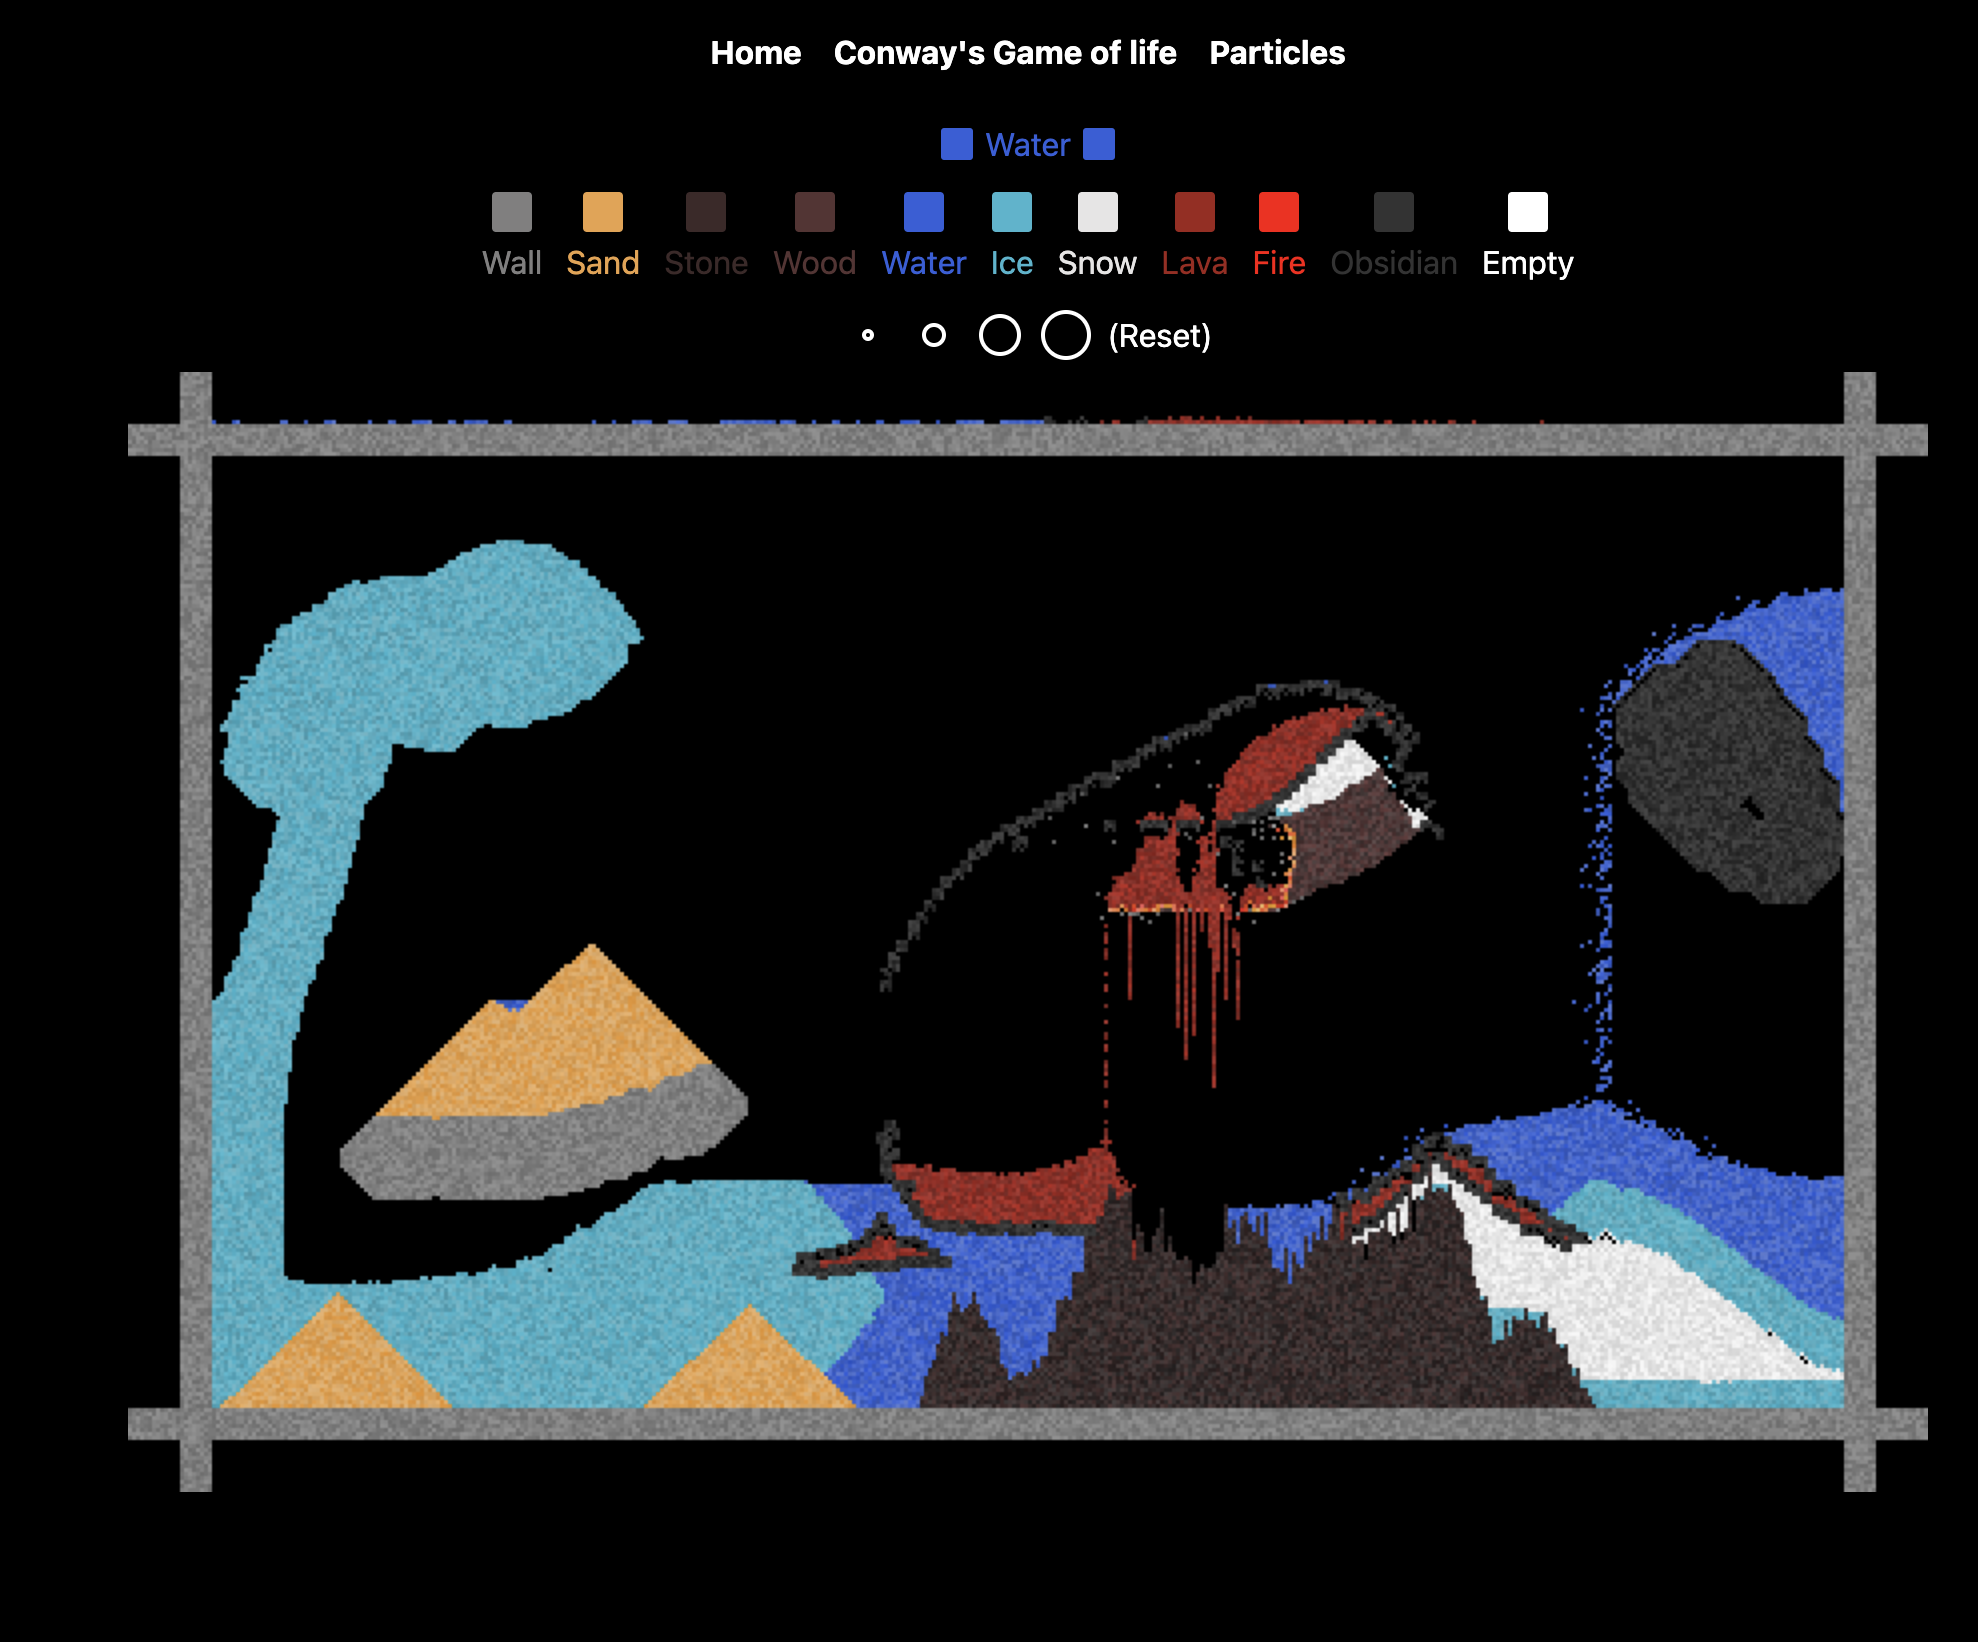 Home Conway's Game of life Particles
Water
Wall Sand Stone Wood Water Ice Snow Lava Fire Obsidian Empty
(Reset)